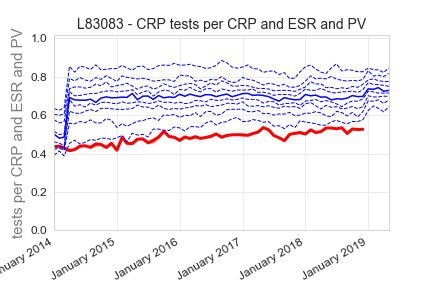 L83083 - CRP tests per CRP and ESR and PV
tests per CRP and ESR and PV
1.0
0.8
0.6
0.4
0.2
0.0
nuary 2014
January 2015
January 2016
January 2017
January 2018
January 2019